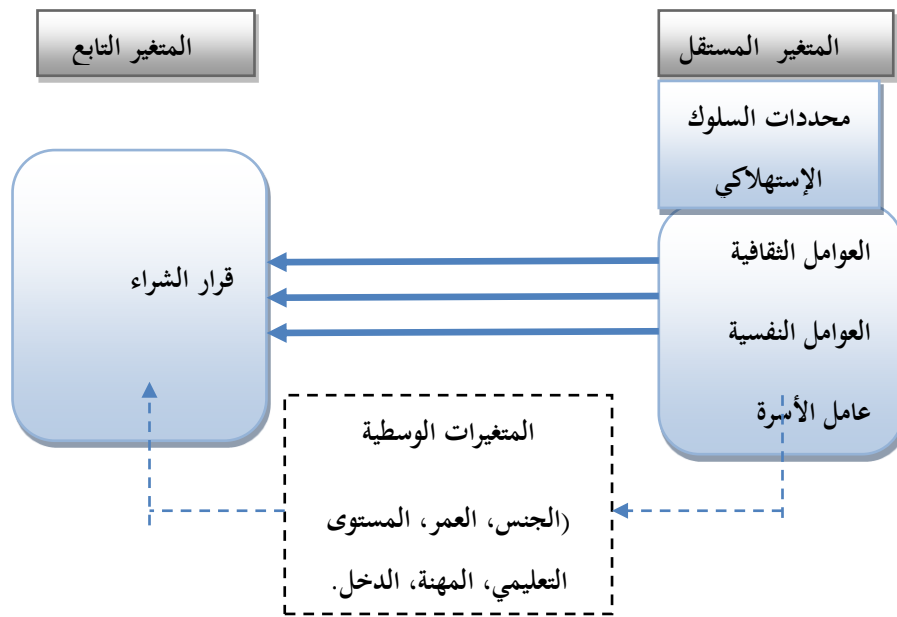 المتغير المستقل
المتغير التابع
محددات السلوك
الإستهلاكي
العوامل الثقافية
العوامل النفسية
عامل الأسرة
قرار الشراء
المتغيرات الوسطية
(الجنس، العمر، المستوى
التعليمي، المهنة، الدخل.